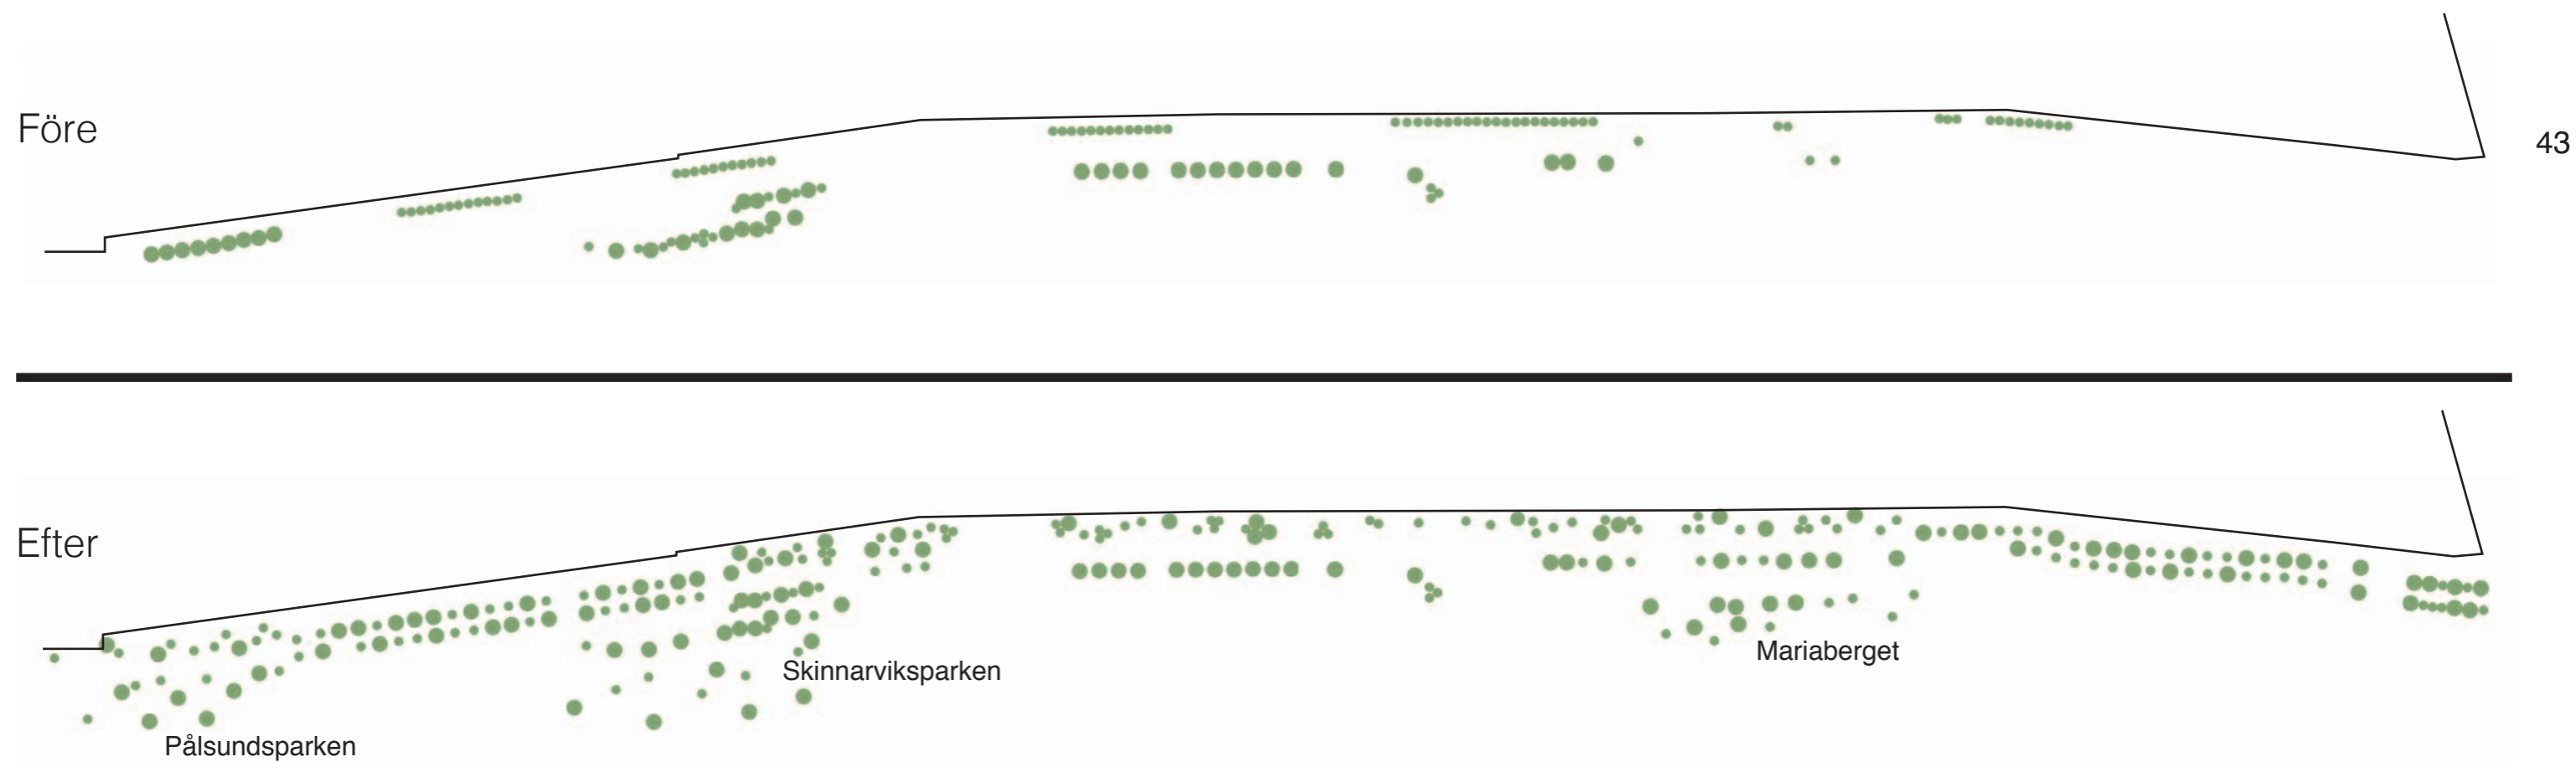 Före
43
Efter
Skinnarviksparken
Mariaberget
Pålsundsparken